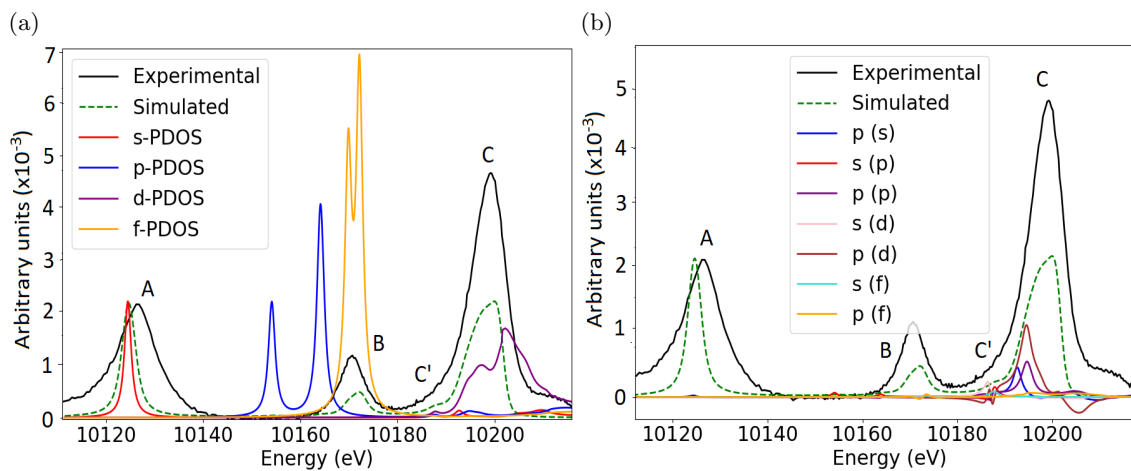 (a)
Arbitrary units (x10⁻³)
7
6
5
4
3
2
1
0
Experimental
Simulated
s-PDOS
p-PDOS
d-PDOS
f-PDOS
A
B
C'
C
10120 10140 10160 10180 10200
Energy (eV)
(b)
Arbitrary units (x10⁻³)
5
4
3
2
1
0
Experimental
Simulated
p (s)
s (p)
p (p)
s (d)
p (d)
s (f)
p (f)
A
B
C'
C
10120 10140 10160 10180 10200
Energy (eV)